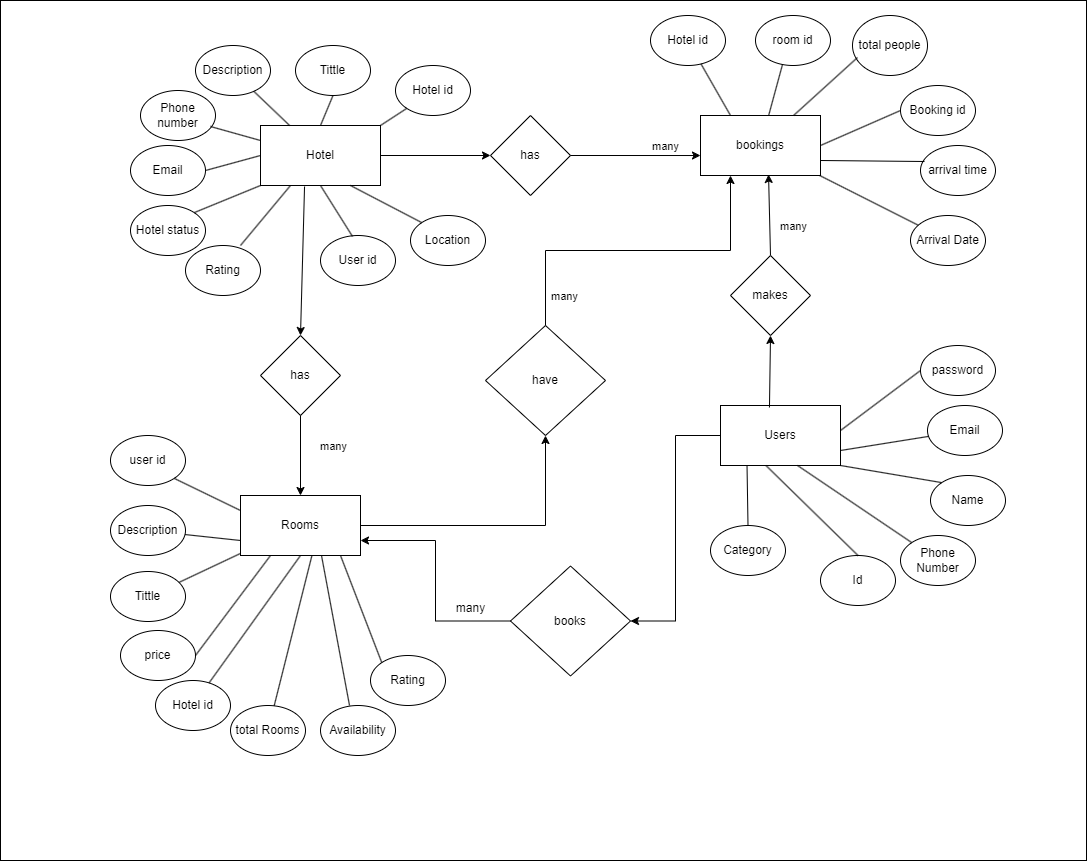 Hotel id
room id
total people
Description
Tittle
Hotel id
Phone
number
Booking id
Hotel
has
many
bookings
Email
arrival time
Hotel status
Rating
User id
Location
many
Arrival Date
many
makes
has
have
password
many
Users
Email
user id
Name
Rooms
Description
Category
Phone
Number
Id
Tittle
many
books
price
Rating
Hotel id
total Rooms
Availability